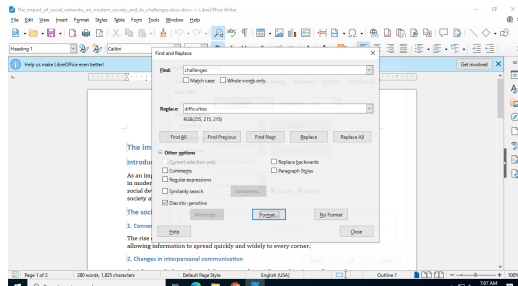 The_impact_of_social_networks_on_modern_society_and_its_challenges.docx.docx — LibreOffice Writer
File Edit View Insert Format Styles Table Form Tools Window Help
Heading 1
Calibri
Help us make LibreOffice even better!
Get involved
Find and Replace
Find:
challenges
Match case
Whole words only
Replace:
difficulties
RGB(255, 215, 215)
Find All
Find Previous
Find Next
Replace
Replace All
Other options
Current selection only
Replace backwards
Comments
Paragraph Styles
Regular expressions
Similarity search
Similarities...
Diacritic-sensitive
Attributes...
Format...
No Format
Help
Close
The im
introduc
As an im
in moder
social de
society a
The soci
1. Conver
The rise
allowing information to spread quickly and widely to every corner.
2. Changes in interpersonal communication
Page 1 of 2
280 words, 1,825 characters
Default Page Style
English (USA)
Outline 1
100%
7:07 AM